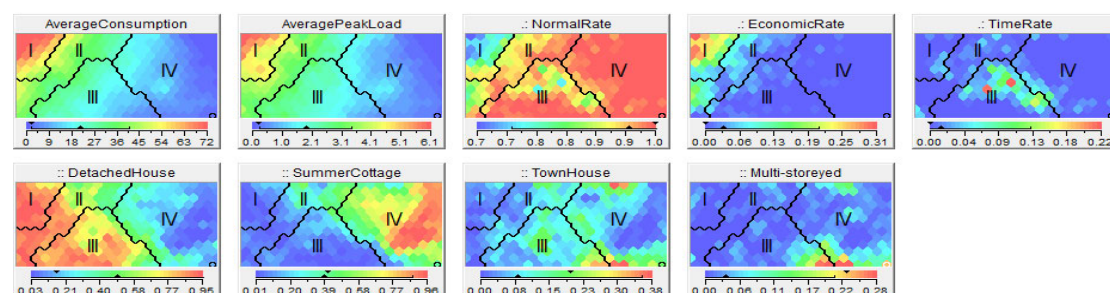 AverageConsumption
I II III IV
0 9 18 27 36 45 54 63 72
AveragePeakLoad
I II III IV
0.0 1.0 2.0 3.1 4.1 5.1 6.1
.: NormalRate
I II III IV
0.7 0.7 0.8 0.8 0.9 0.9 1.0
.: EconomicRate
I II III IV
0.00 0.06 0.13 0.19 0.25 0.31
.: TimeRate
I II III IV
0.00 0.04 0.09 0.13 0.18 0.22
:: DetachedHouse
I II III IV
0.03 0.21 0.40 0.58 0.77 0.95
:: SummerCottage
I II III IV
0.01 0.20 0.39 0.58 0.77 0.96
:: TownHouse
I II III IV
0.00 0.08 0.15 0.23 0.30 0.38
:: Multi-storeyed
I II III IV
0.00 0.06 0.11 0.17 0.22 0.28